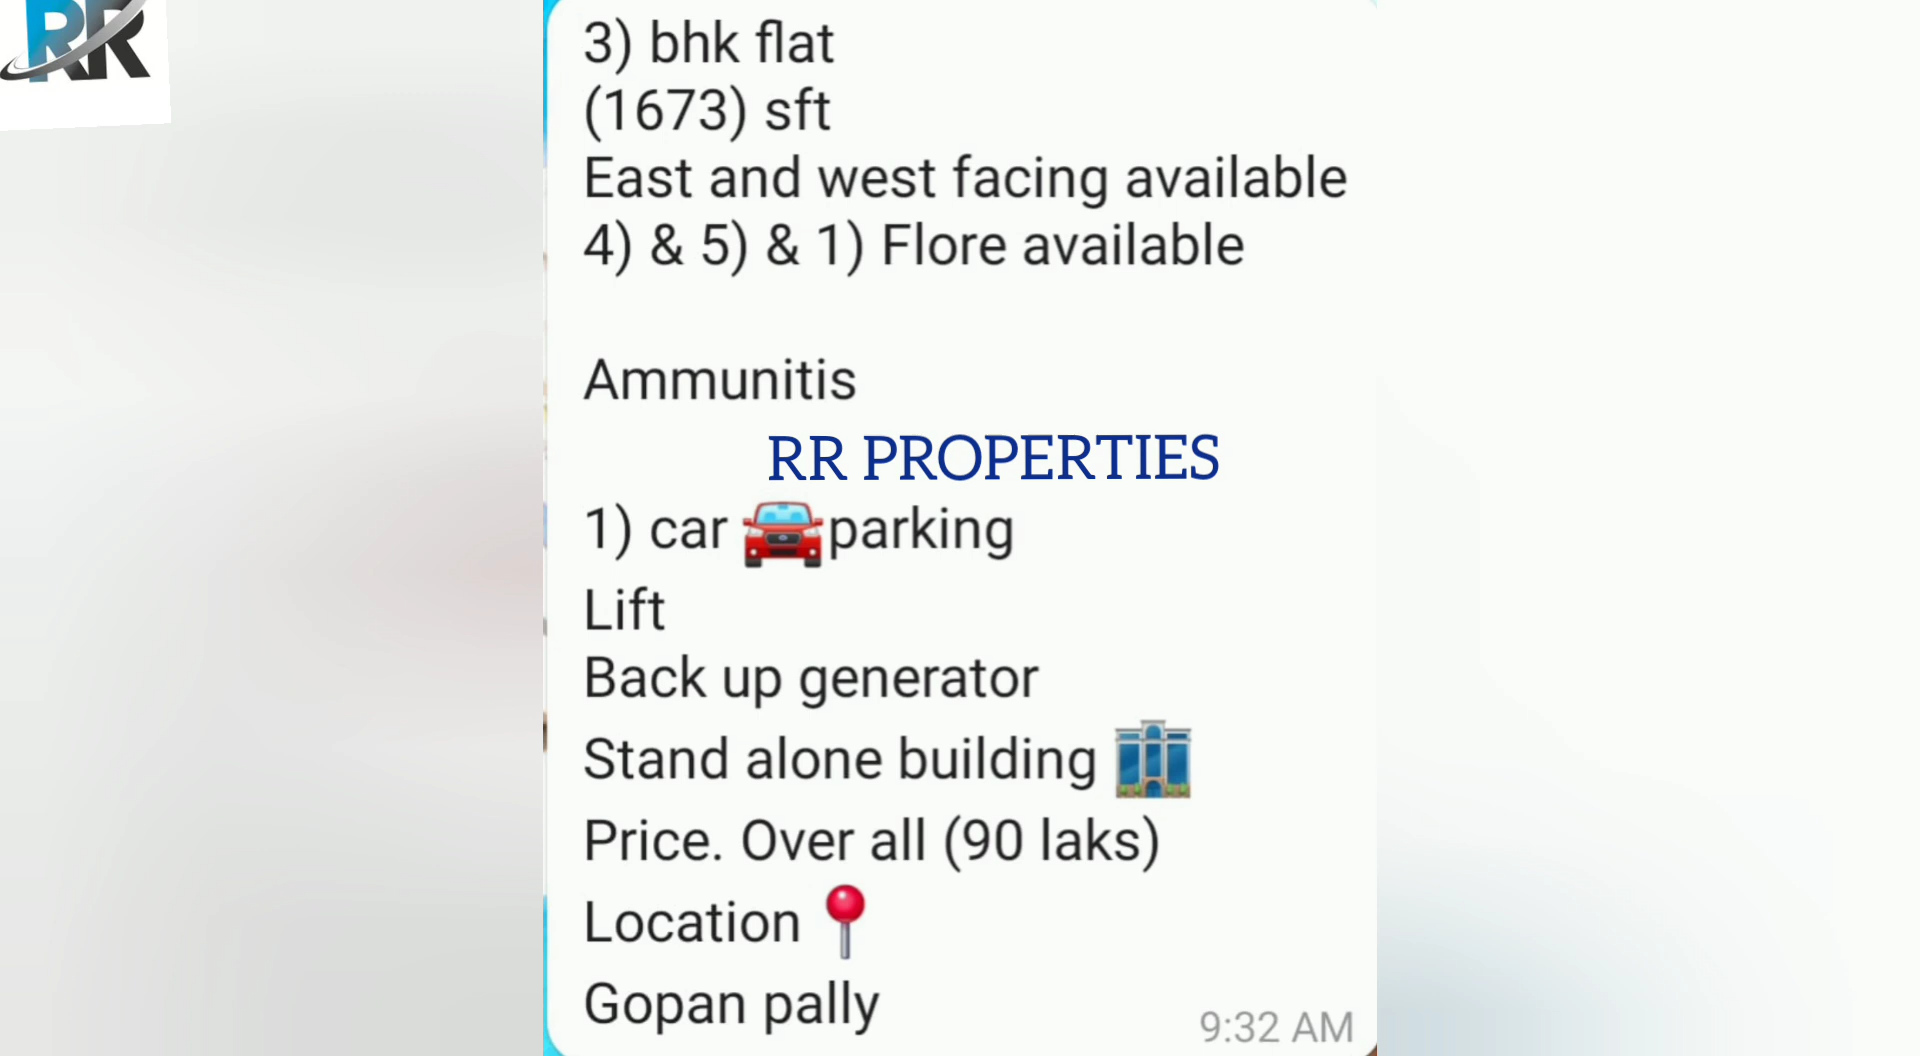 RR
3) bhk flat
(1673) sft
East and west facing available
4) & 5) & 1) Flore available
Ammunitis
RR PROPERTIES
1) car 🚘parking
Lift
Back up generator
Stand alone building 🏬
Price. Over all (90 laks)
Location 📍
Gopan pally
9:32 AM